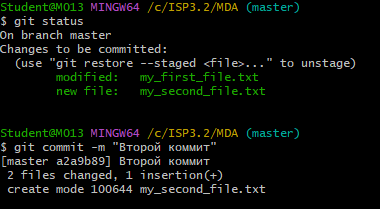 Student@MO13 MINGW64 /c/ISP3.2/MDA (master)
$ git status
On branch master
Changes to be committed:
  (use "git restore --staged <file>..." to unstage)
        modified:   my_first_file.txt
        new file:   my_second_file.txt

Student@MO13 MINGW64 /c/ISP3.2/MDA (master)
$ git commit -m "Второй коммит"
[master a2a9b89] Второй коммит
 2 files changed, 1 insertion(+)
 create mode 100644 my_second_file.txt